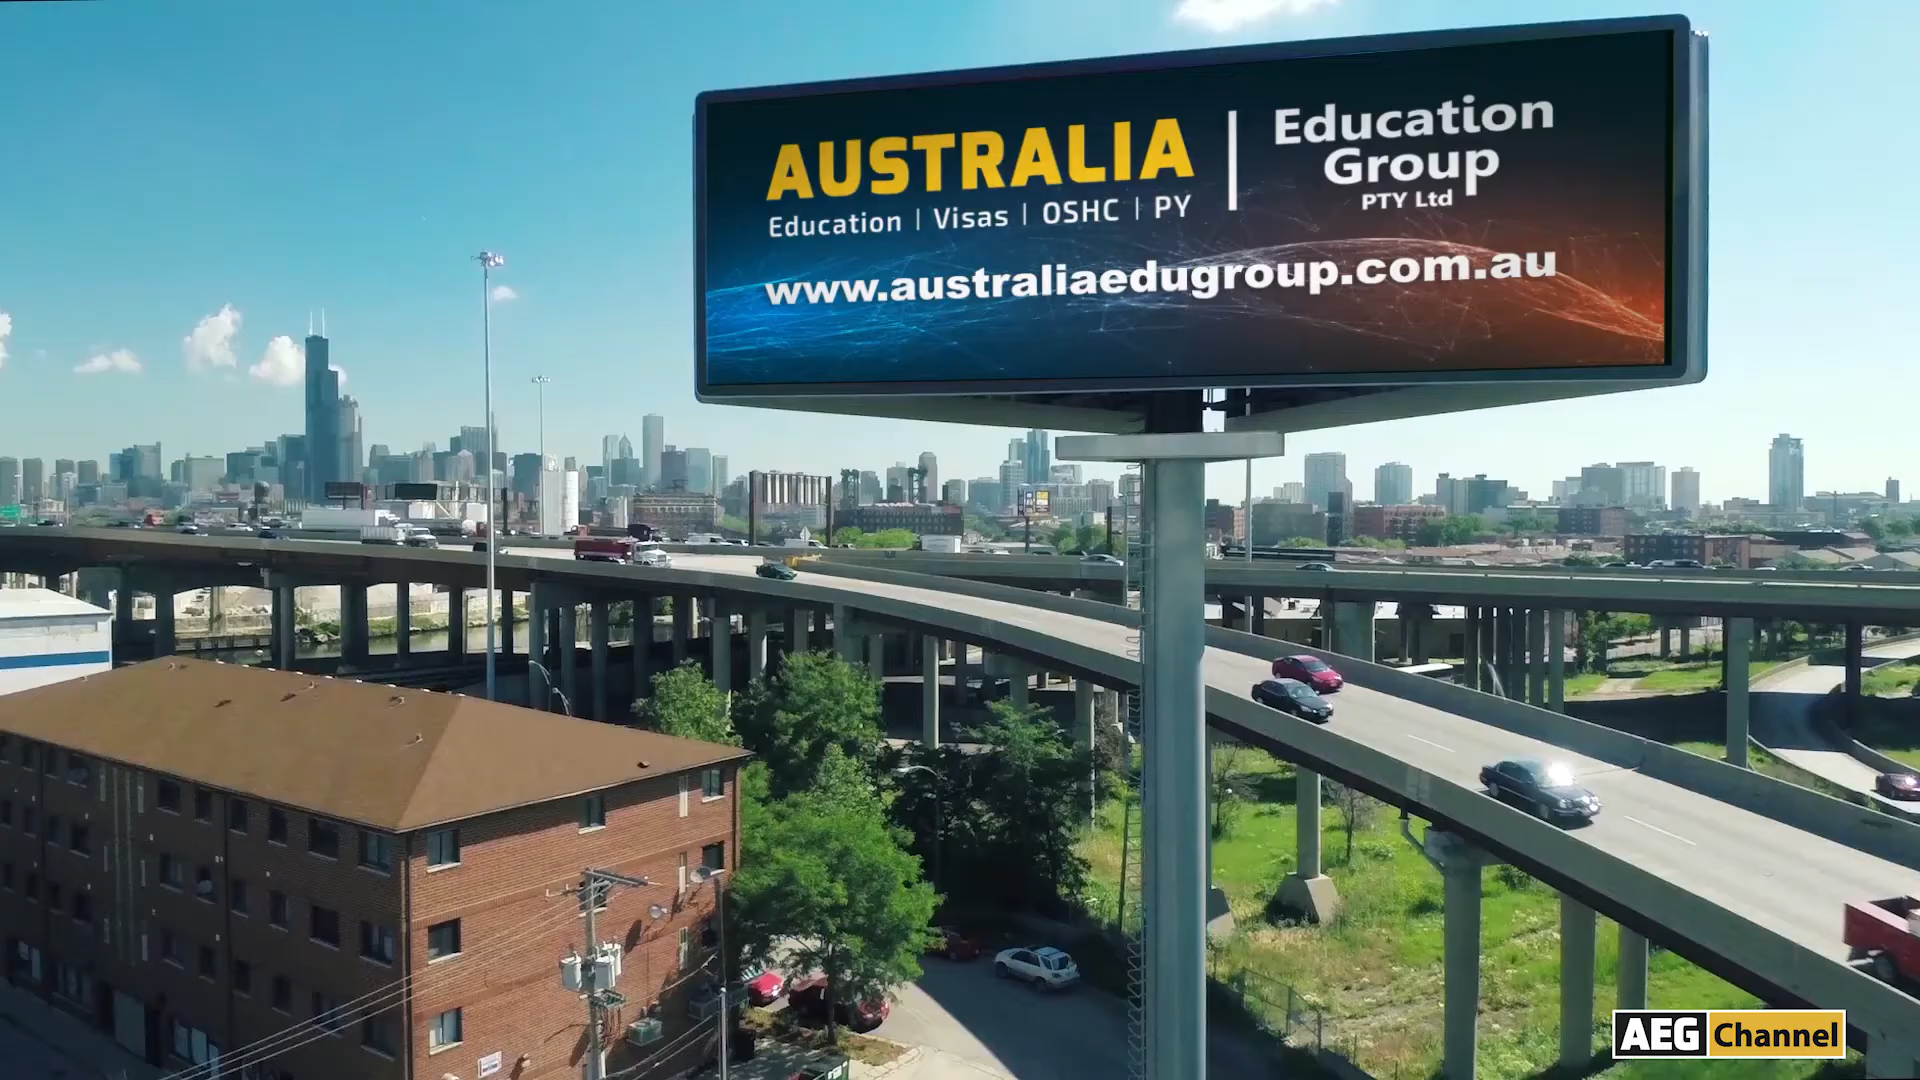 AUSTRALIA
Education | Visas | OSHC | PY
Education
Group
PTY Ltd
www.australiaedugroup.com.au
AEG Channel